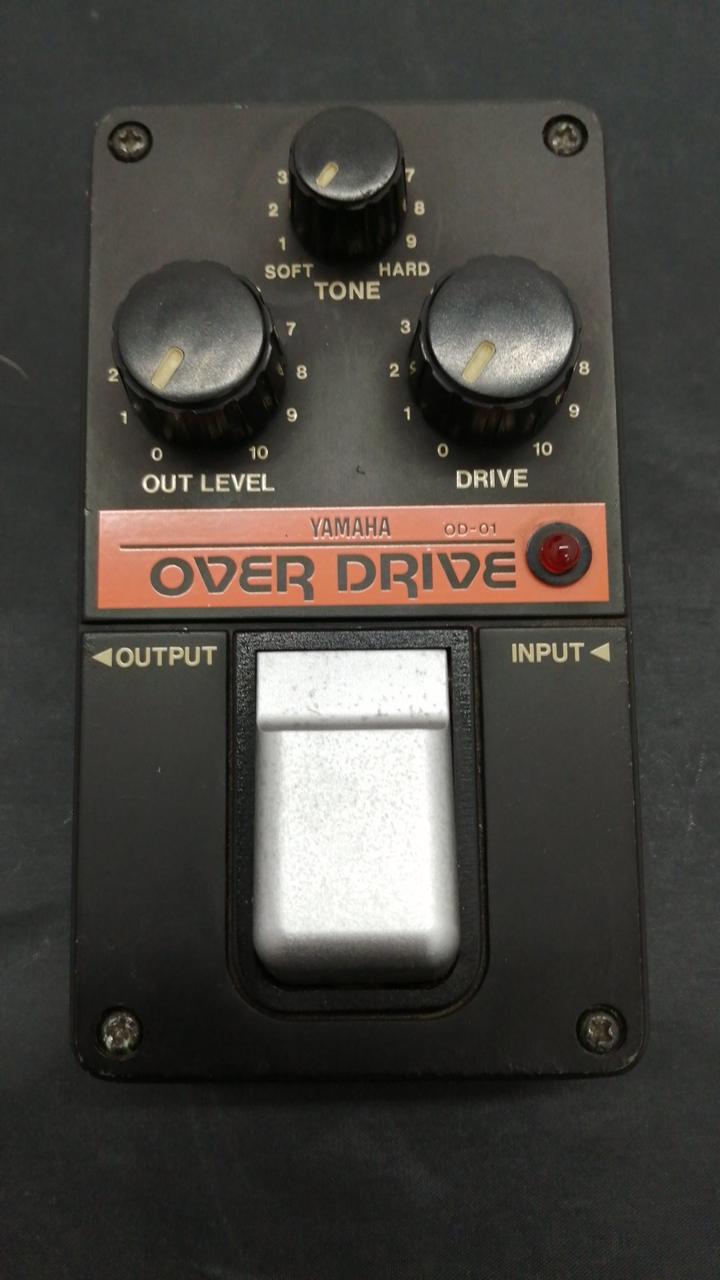 3 7
2 8
1 9
SOFT HARD
TONE
7
2 8
1 9
0 10
OUT LEVEL
3
2 8
1 9
0 10
DRIVE
YAMAHA OD-01
OVER DRIVE
◀OUTPUT
INPUT◀